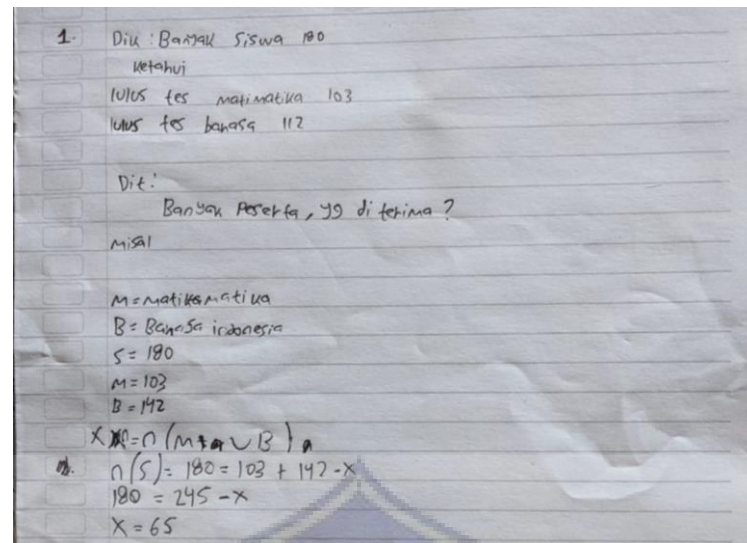 1. Dik : Banyak siswa 180
ketahui
lulus tes matimatika 103
lulus tes bahasa 112
Dit :
Banyak Peserta, yg di terima ?
misal
M = matikamatika
B = Bahasa indonesia
S = 180
M = 103
B = 142
X = n (M ∪ B)
n(S) = 180 = 103 + 142 - X
180 = 245 - X
X = 65